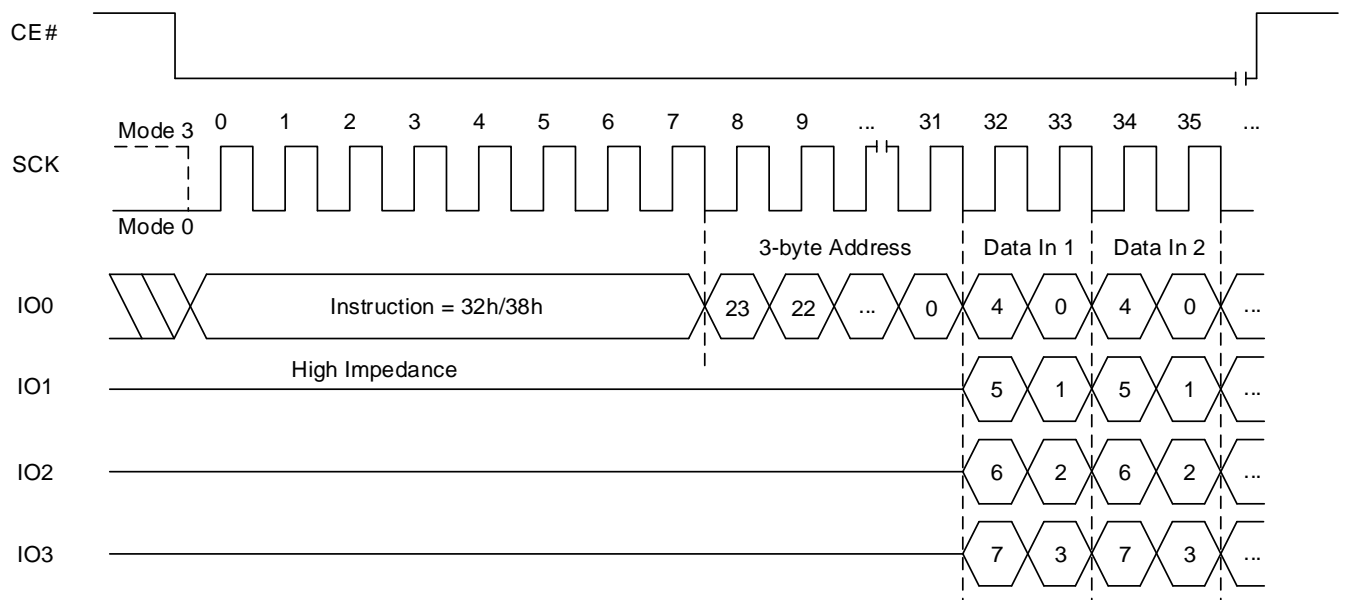 CE#
Mode 3 0 1 2 3 4 5 6 7 8 9 ... 31 32 33 34 35 ...
SCK
Mode 0
3-byte Address Data In 1 Data In 2
IO0 Instruction = 32h/38h 23 22 ... 0 4 0 4 0 ...
High Impedance
IO1 5 1 5 1 ...
IO2 6 2 6 2 ...
IO3 7 3 7 3 ...